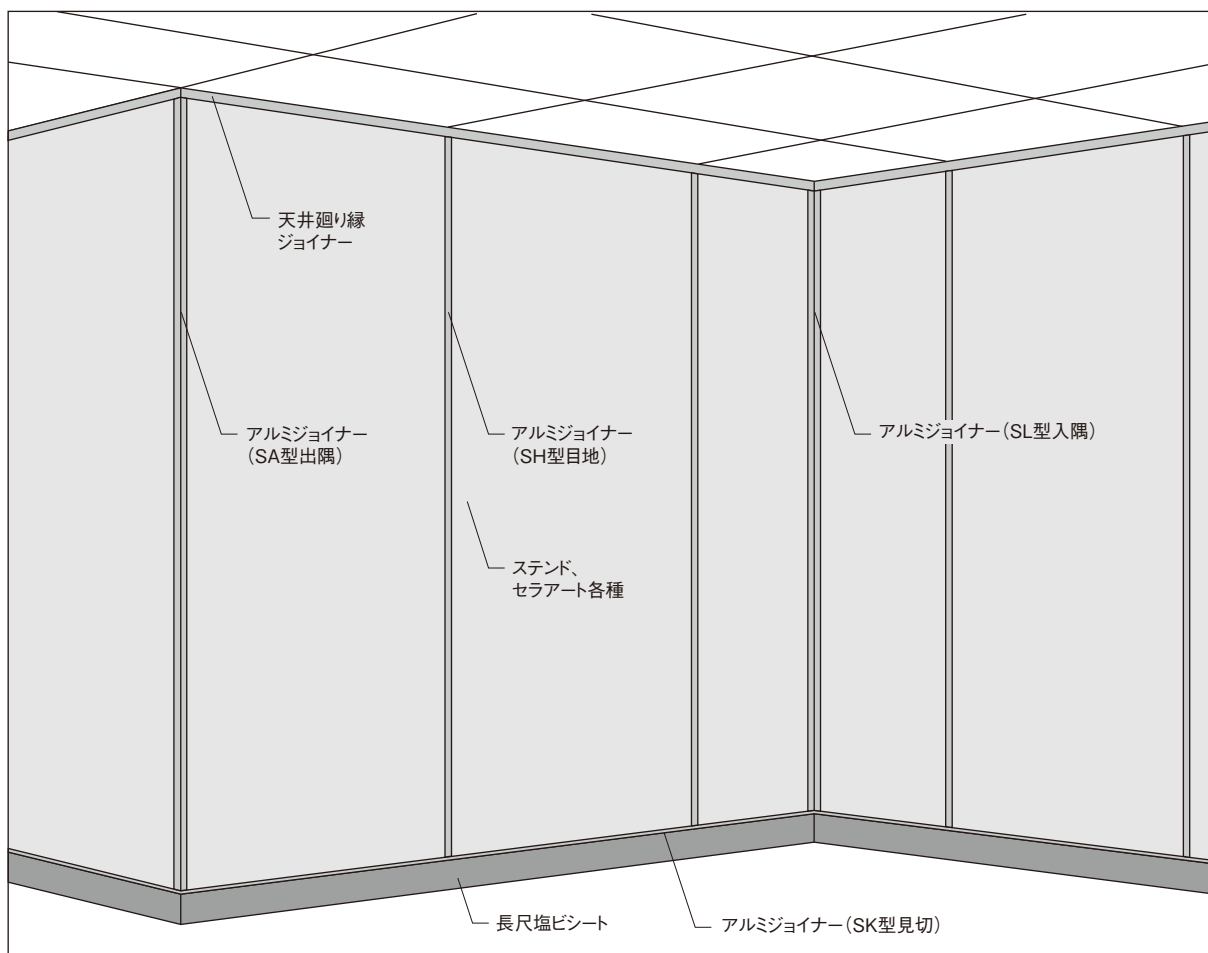 天井廻り縁
ジョイナー
アルミジョイナー
（SA型出隅）
アルミジョイナー
（SH型目地）
アルミジョイナー（SL型入隅）
ステンド、
セラアート各種
長尺塩ビシート
アルミジョイナー（SK型見切）